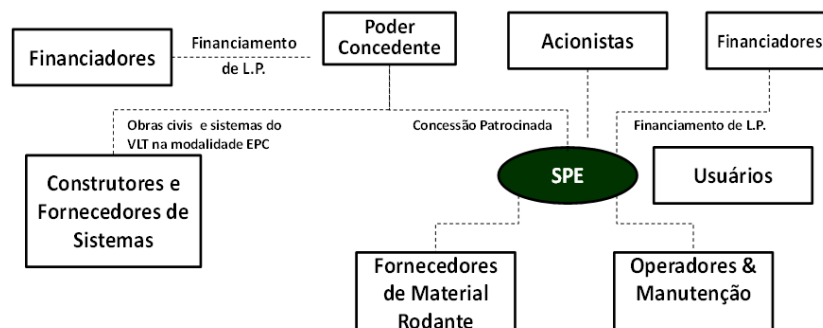 Financiadores
Financiamento
de L.P.
Poder
Concedente
Acionistas
Financiadores
Obras civis e sistemas do
VLT na modalidade EPC
Concessão Patrocinada
Financiamento de L.P.
Construtores e
Fornecedores de
Sistemas
SPE
Usuários
Fornecedores
de Material
Rodante
Operadores &
Manutenção